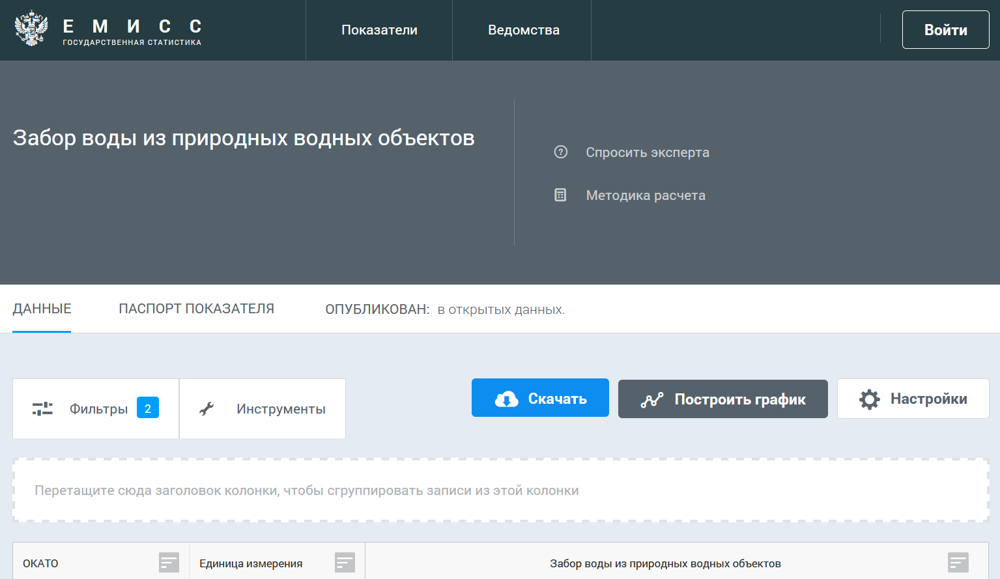 Е М И С С
ГОСУДАРСТВЕННАЯ СТАТИСТИКА
Показатели
Ведомства
Войти
Забор воды из природных водных объектов
Спросить эксперта
Методика расчета
ДАННЫЕ
ПАСПОРТ ПОКАЗАТЕЛЯ
ОПУБЛИКОВАН: в открытых данных.
Фильтры 2
Инструменты
Скачать
Построить график
Настройки
Перетащите сюда заголовок колонки, чтобы сгруппировать записи из этой колонки
ОКАТО
Единица измерения
Забор воды из природных водных объектов